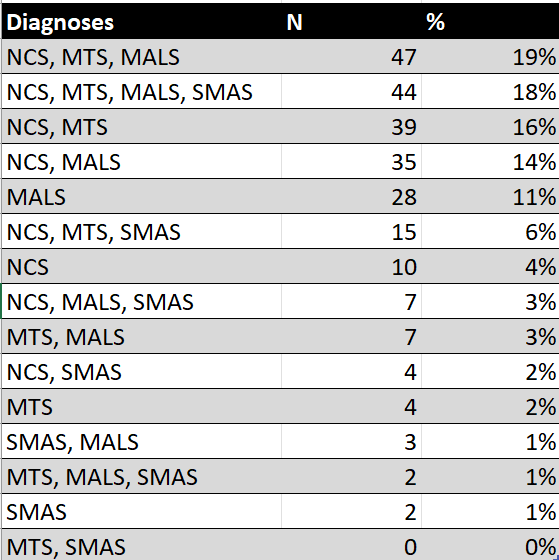 Diagnoses N %
NCS, MTS, MALS 47 19%
NCS, MTS, MALS, SMAS 44 18%
NCS, MTS 39 16%
NCS, MALS 35 14%
MALS 28 11%
NCS, MTS, SMAS 15 6%
NCS 10 4%
NCS, MALS, SMAS 7 3%
MTS, MALS 7 3%
NCS, SMAS 4 2%
MTS 4 2%
SMAS, MALS 3 1%
MTS, MALS, SMAS 2 1%
SMAS 2 1%
MTS, SMAS 0 0%